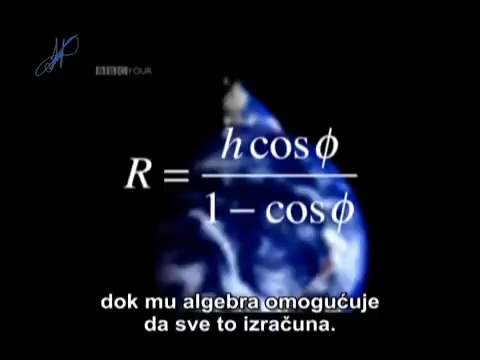 BBC FOUR
R = h cos ϕ / 1 − cos ϕ
dok mu algebra omogućuje
da sve to izračuna.